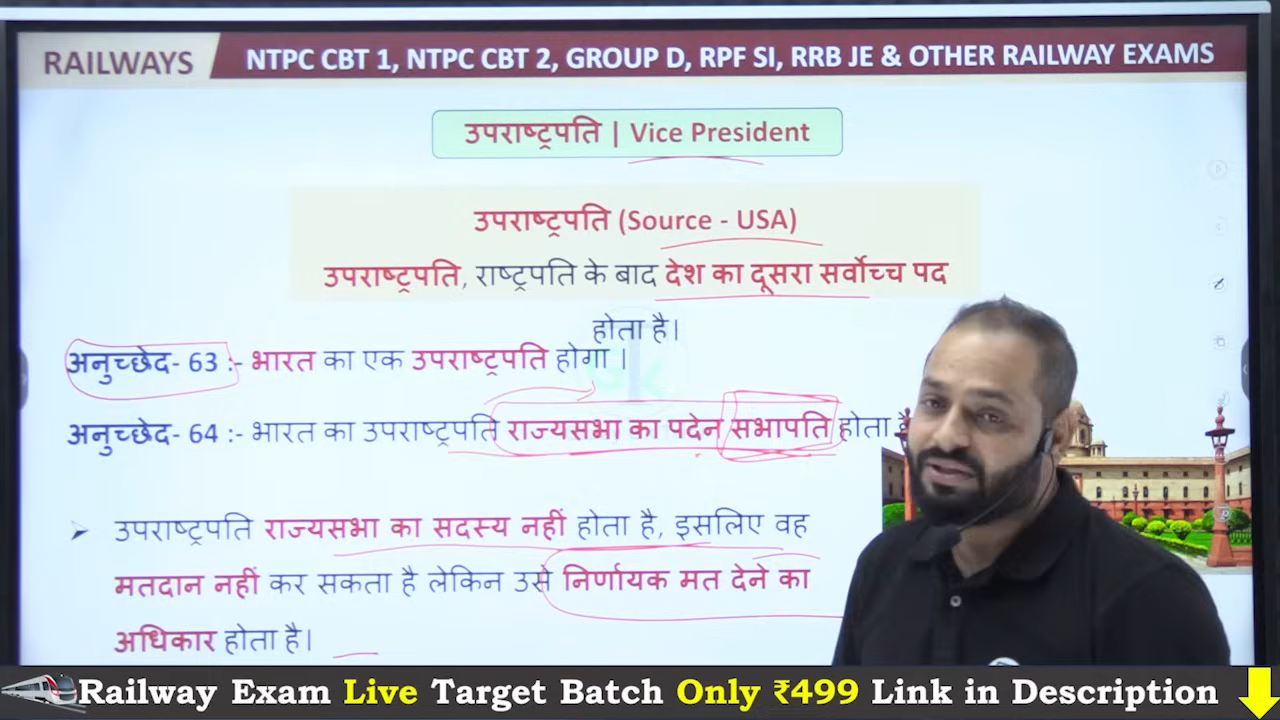 RAILWAYS
NTPC CBT 1, NTPC CBT 2, GROUP D, RPF SI, RRB JE & OTHER RAILWAY EXAMS
उपराष्ट्रपति | Vice President
उपराष्ट्रपति (Source - USA)
उपराष्ट्रपति, राष्ट्रपति के बाद देश का दूसरा सर्वोच्च पद
होता है।
अनुच्छेद- 63 :- भारत का एक उपराष्ट्रपति होगा ।
अनुच्छेद- 64 :- भारत का उपराष्ट्रपति राज्यसभा का पदेन सभापति होता
➢ उपराष्ट्रपति राज्यसभा का सदस्य नहीं होता है, इसलिए वह
मतदान नहीं कर सकता है लेकिन उसे निर्णायक मत देने का
अधिकार होता है।
Railway Exam Live Target Batch Only ₹499 Link in Description